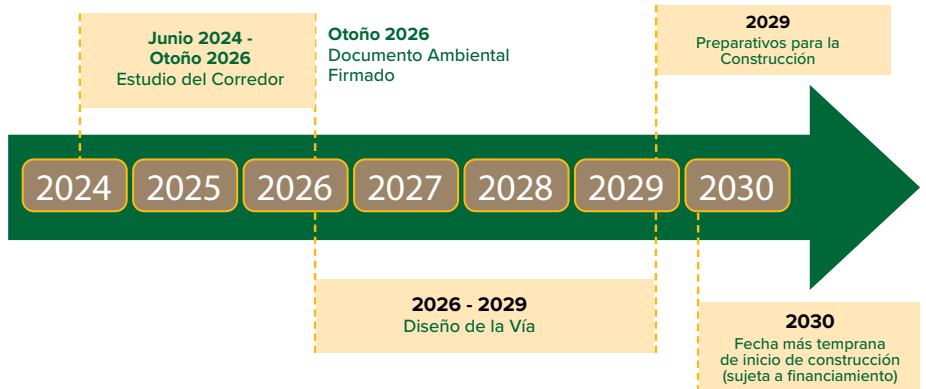 Junio 2024 -
Otoño 2026
Estudio del Corredor
Otoño 2026
Documento Ambiental
Firmado
2029
Preparativos para la
Construcción
2024
2025
2026
2027
2028
2029
2030
2026 - 2029
Diseño de la Vía
2030
Fecha más temprana
de inicio de construcción
(sujeta a financiamiento)